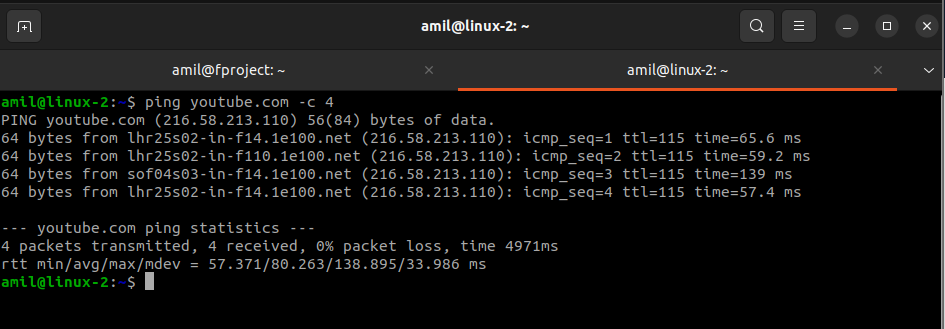 amil@linux-2: ~
amil@fproject: ~
amil@linux-2: ~
amil@linux-2:~$ ping youtube.com -c 4
PING youtube.com (216.58.213.110) 56(84) bytes of data.
64 bytes from lhr25s02-in-f14.1e100.net (216.58.213.110): icmp_seq=1 ttl=115 time=65.6 ms
64 bytes from lhr25s02-in-f110.1e100.net (216.58.213.110): icmp_seq=2 ttl=115 time=59.2 ms
64 bytes from sof04s03-in-f14.1e100.net (216.58.213.110): icmp_seq=3 ttl=115 time=139 ms
64 bytes from lhr25s02-in-f14.1e100.net (216.58.213.110): icmp_seq=4 ttl=115 time=57.4 ms
--- youtube.com ping statistics ---
4 packets transmitted, 4 received, 0% packet loss, time 4971ms
rtt min/avg/max/mdev = 57.371/80.263/138.895/33.986 ms
amil@linux-2:~$